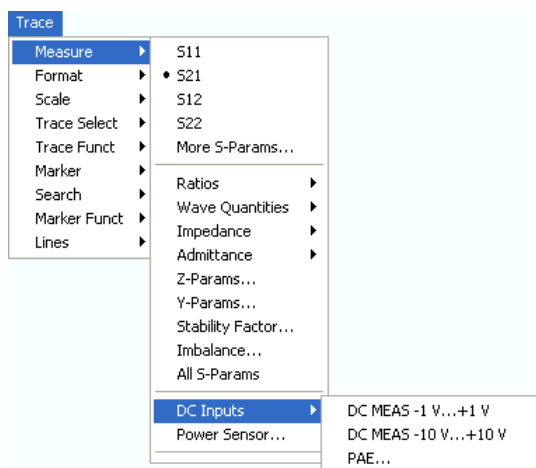 Trace
Measure
Format
Scale
Trace Select
Trace Funct
Marker
Search
Marker Funct
Lines
S11
• S21
S12
S22
More S-Params...
Ratios
Wave Quantities
Impedance
Admittance
Z-Params...
Y-Params...
Stability Factor...
Imbalance...
All S-Params
DC Inputs
Power Sensor...
DC MEAS -1 V...+1 V
DC MEAS -10 V...+10 V
PAE...